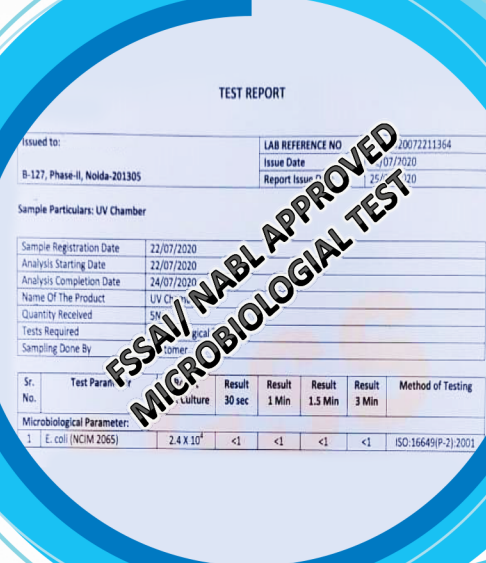 TEST REPORT
Issued to:
B-127, Phase-II, Noida-201305
LAB REFERENCE NO 20072211364
Issue Date /07/2020
Report Issue 25/ 2020
Sample Particulars: UV Chamber
Sample Registration Date 22/07/2020
Analysis Starting Date 22/07/2020
Analysis Completion Date 24/07/2020
Name Of The Product UV
Quantity Received
Tests Required
Sampling Done By
FSSAI/ NABL APPROVED
MICROBIOLOGIAL TEST
Sr. No. Test Culture Result 30 sec Result 1 Min Result 1.5 Min Result 3 Min Method of Testing
Microbiological Parameter:
1 E. coli (NCIM 2065) 2.4 X 10⁴ <1 <1 <1 <1 ISO:16649(P-2):2001